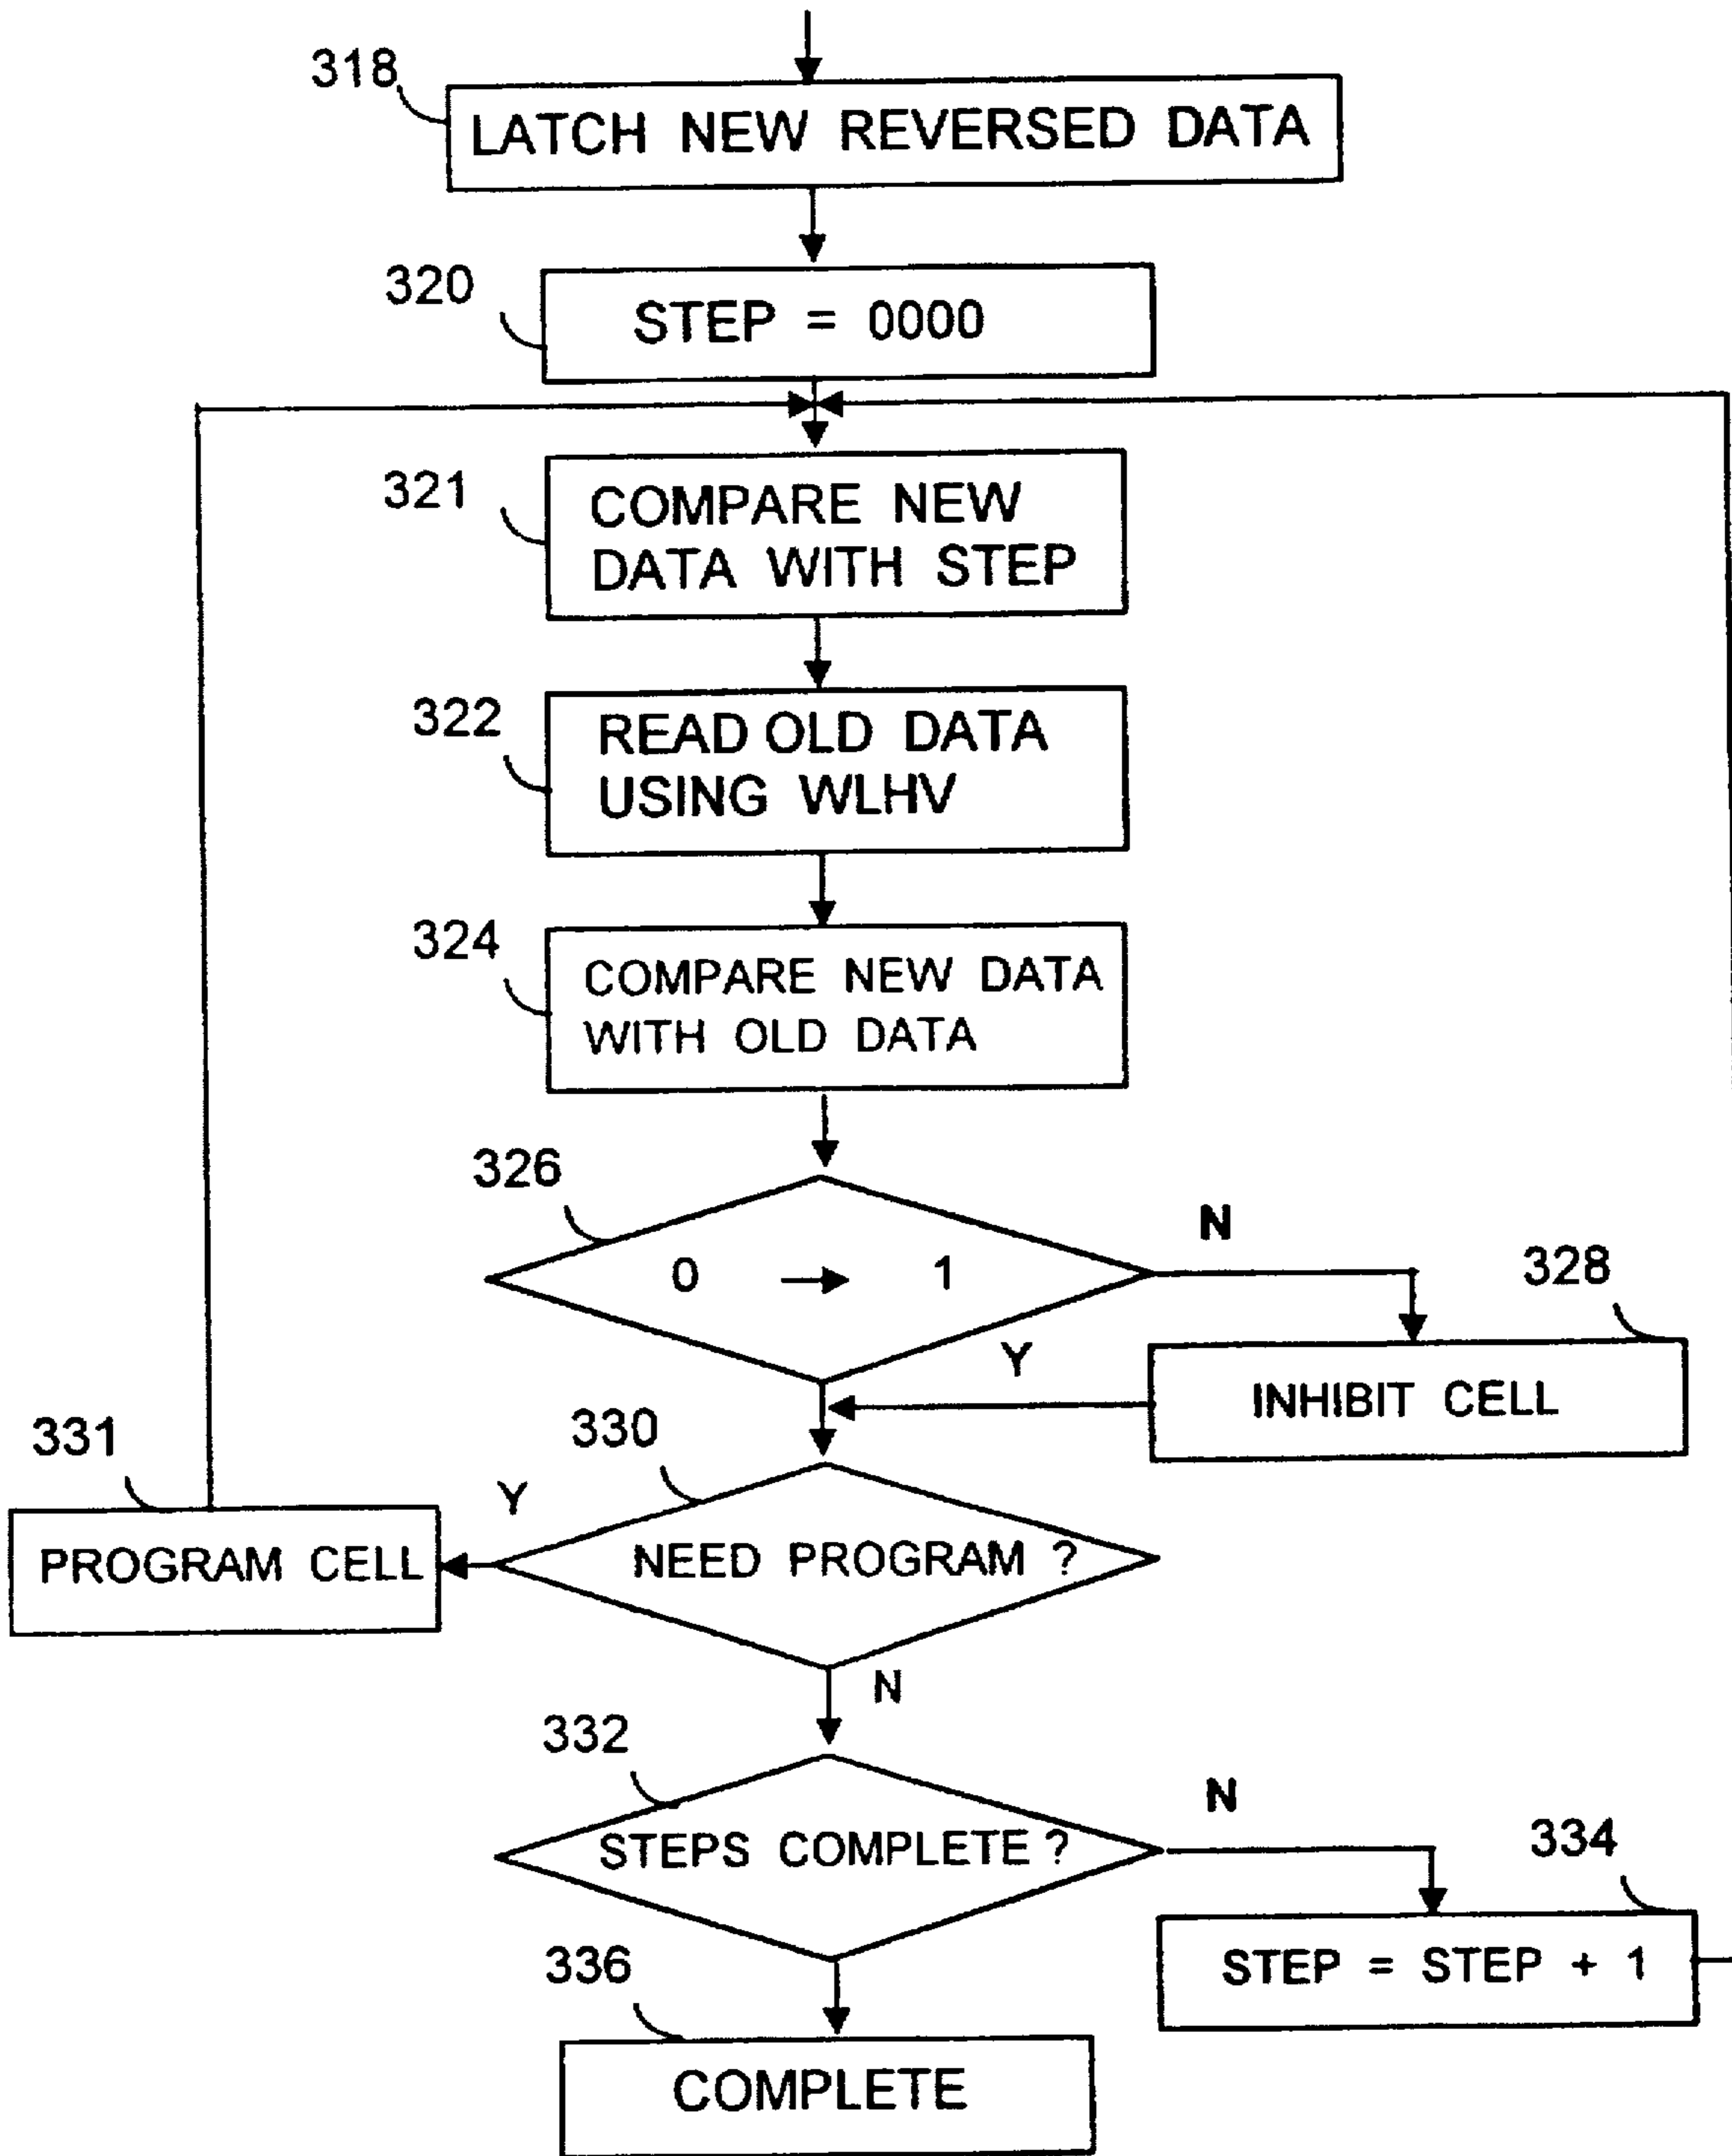 318
LATCH NEW REVERSED DATA
320
STEP = 0000
321
COMPARE NEW
DATA WITH STEP
322
READ OLD DATA
USING WLHV
324
COMPARE NEW DATA
WITH OLD DATA
326
0 → 1
N
328
Y
INHIBIT CELL
331
330
Y
PROGRAM CELL
NEED PROGRAM ?
N
332
STEPS COMPLETE ?
N
334
STEP = STEP + 1
336
COMPLETE